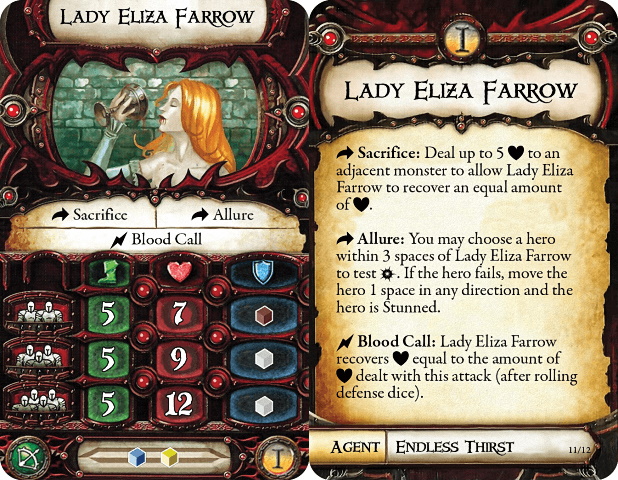 Lady Eliza Farrow
Sacrifice
Allure
Blood Call
5 7
5 9
5 12
I
I
Lady Eliza Farrow
Sacrifice: Deal up to 5 ♥ to an
adjacent monster to allow Lady Eliza
Farrow to recover an equal amount
of ♥.
Allure: You may choose a hero
within 3 spaces of Lady Eliza Farrow
to test ✹. If the hero fails, move the
hero 1 space in any direction and the
hero is Stunned.
Blood Call: Lady Eliza Farrow
recovers ♥ equal to the amount of
♥ dealt with this attack (after rolling
defense dice).
Agent Endless Thirst 11/12